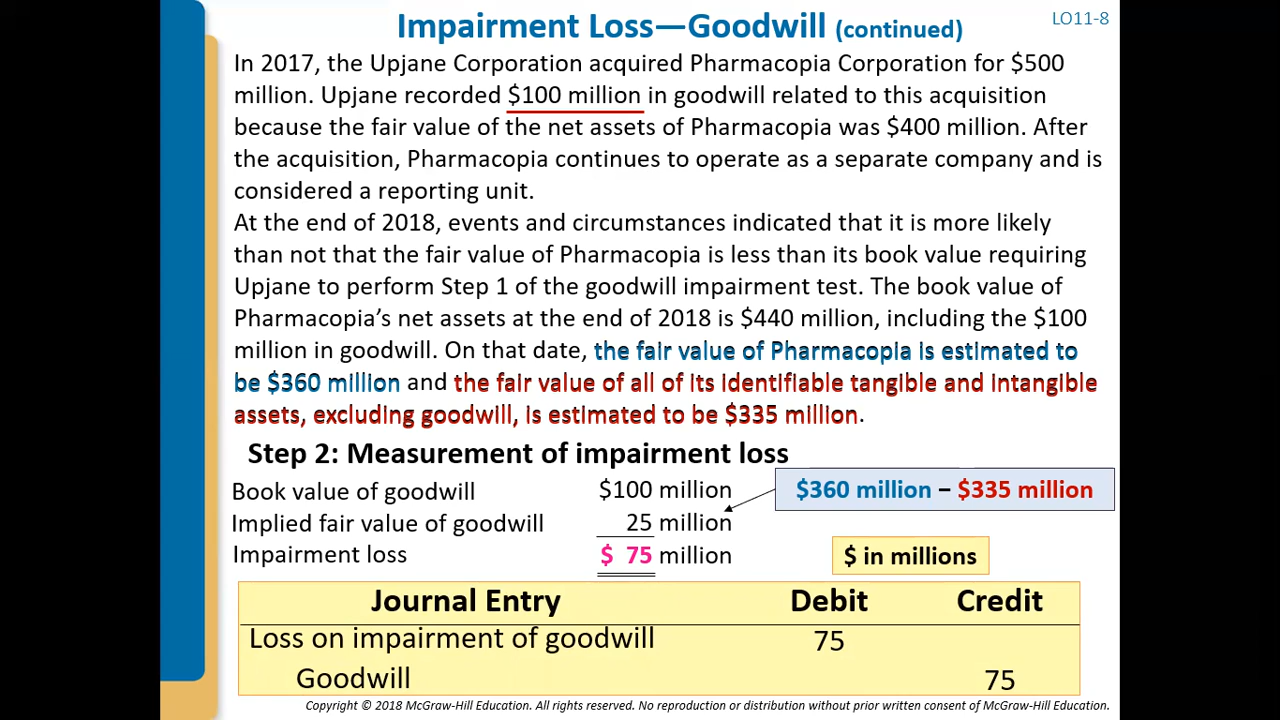 Impairment Loss—Goodwill (continued)
LO11-8
In 2017, the Upjane Corporation acquired Pharmacopia Corporation for $500
million. Upjane recorded $100 million in goodwill related to this acquisition
because the fair value of the net assets of Pharmacopia was $400 million. After
the acquisition, Pharmacopia continues to operate as a separate company and is
considered a reporting unit.
At the end of 2018, events and circumstances indicated that it is more likely
than not that the fair value of Pharmacopia is less than its book value requiring
Upjane to perform Step 1 of the goodwill impairment test. The book value of
Pharmacopia’s net assets at the end of 2018 is $440 million, including the $100
million in goodwill. On that date, the fair value of Pharmacopia is estimated to
be $360 million and the fair value of all of its identifiable tangible and intangible
assets, excluding goodwill, is estimated to be $335 million.
Step 2: Measurement of impairment loss
Book value of goodwill $100 million
$360 million – $335 million
Implied fair value of goodwill 25 million
Impairment loss $ 75 million
$ in millions
Journal Entry Debit Credit
Loss on impairment of goodwill 75
Goodwill 75
Copyright © 2018 McGraw-Hill Education. All rights reserved. No reproduction or distribution without prior written consent of McGraw-Hill Education.